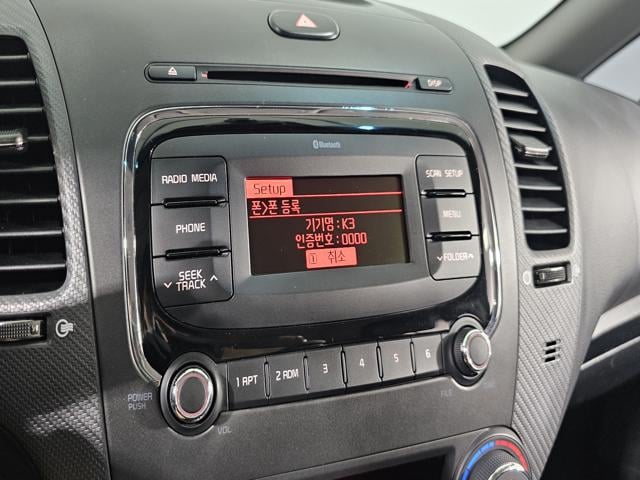 DISP
Bluetooth
RADIO MEDIA
PHONE
SEEK
TRACK
Setup
폰>폰 등록
기기명:K3
인증번호:0000
1 취소
SCAN SETUP
MENU
FOLDER
1 RPT
2 RDM
3
4
5
6
POWER
PUSH
VOL
FILE